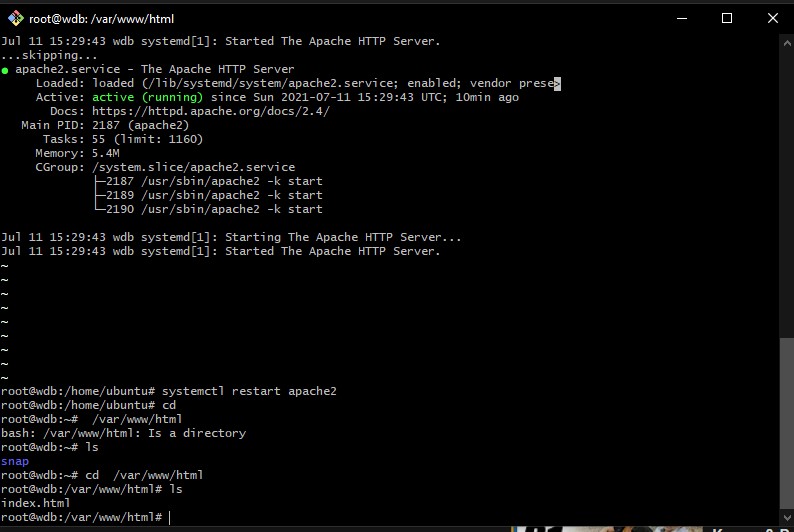 root@wdb: /var/www/html
Jul 11 15:29:43 wdb systemd[1]: Started The Apache HTTP Server.
...skipping...
● apache2.service - The Apache HTTP Server
     Loaded: loaded (/lib/systemd/system/apache2.service; enabled; vendor prese>
     Active: active (running) since Sun 2021-07-11 15:29:43 UTC; 10min ago
       Docs: https://httpd.apache.org/docs/2.4/
   Main PID: 2187 (apache2)
      Tasks: 55 (limit: 1160)
     Memory: 5.4M
     CGroup: /system.slice/apache2.service
             ├─2187 /usr/sbin/apache2 -k start
             ├─2189 /usr/sbin/apache2 -k start
             └─2190 /usr/sbin/apache2 -k start
Jul 11 15:29:43 wdb systemd[1]: Starting The Apache HTTP Server...
Jul 11 15:29:43 wdb systemd[1]: Started The Apache HTTP Server.
~
~
~
~
~
~
~
~
~
root@wdb:/home/ubuntu# systemctl restart apache2
root@wdb:/home/ubuntu# cd
root@wdb:~#  /var/www/html
bash: /var/www/html: Is a directory
root@wdb:~# ls
snap
root@wdb:~# cd  /var/www/html
root@wdb:/var/www/html# ls
index.html
root@wdb:/var/www/html#